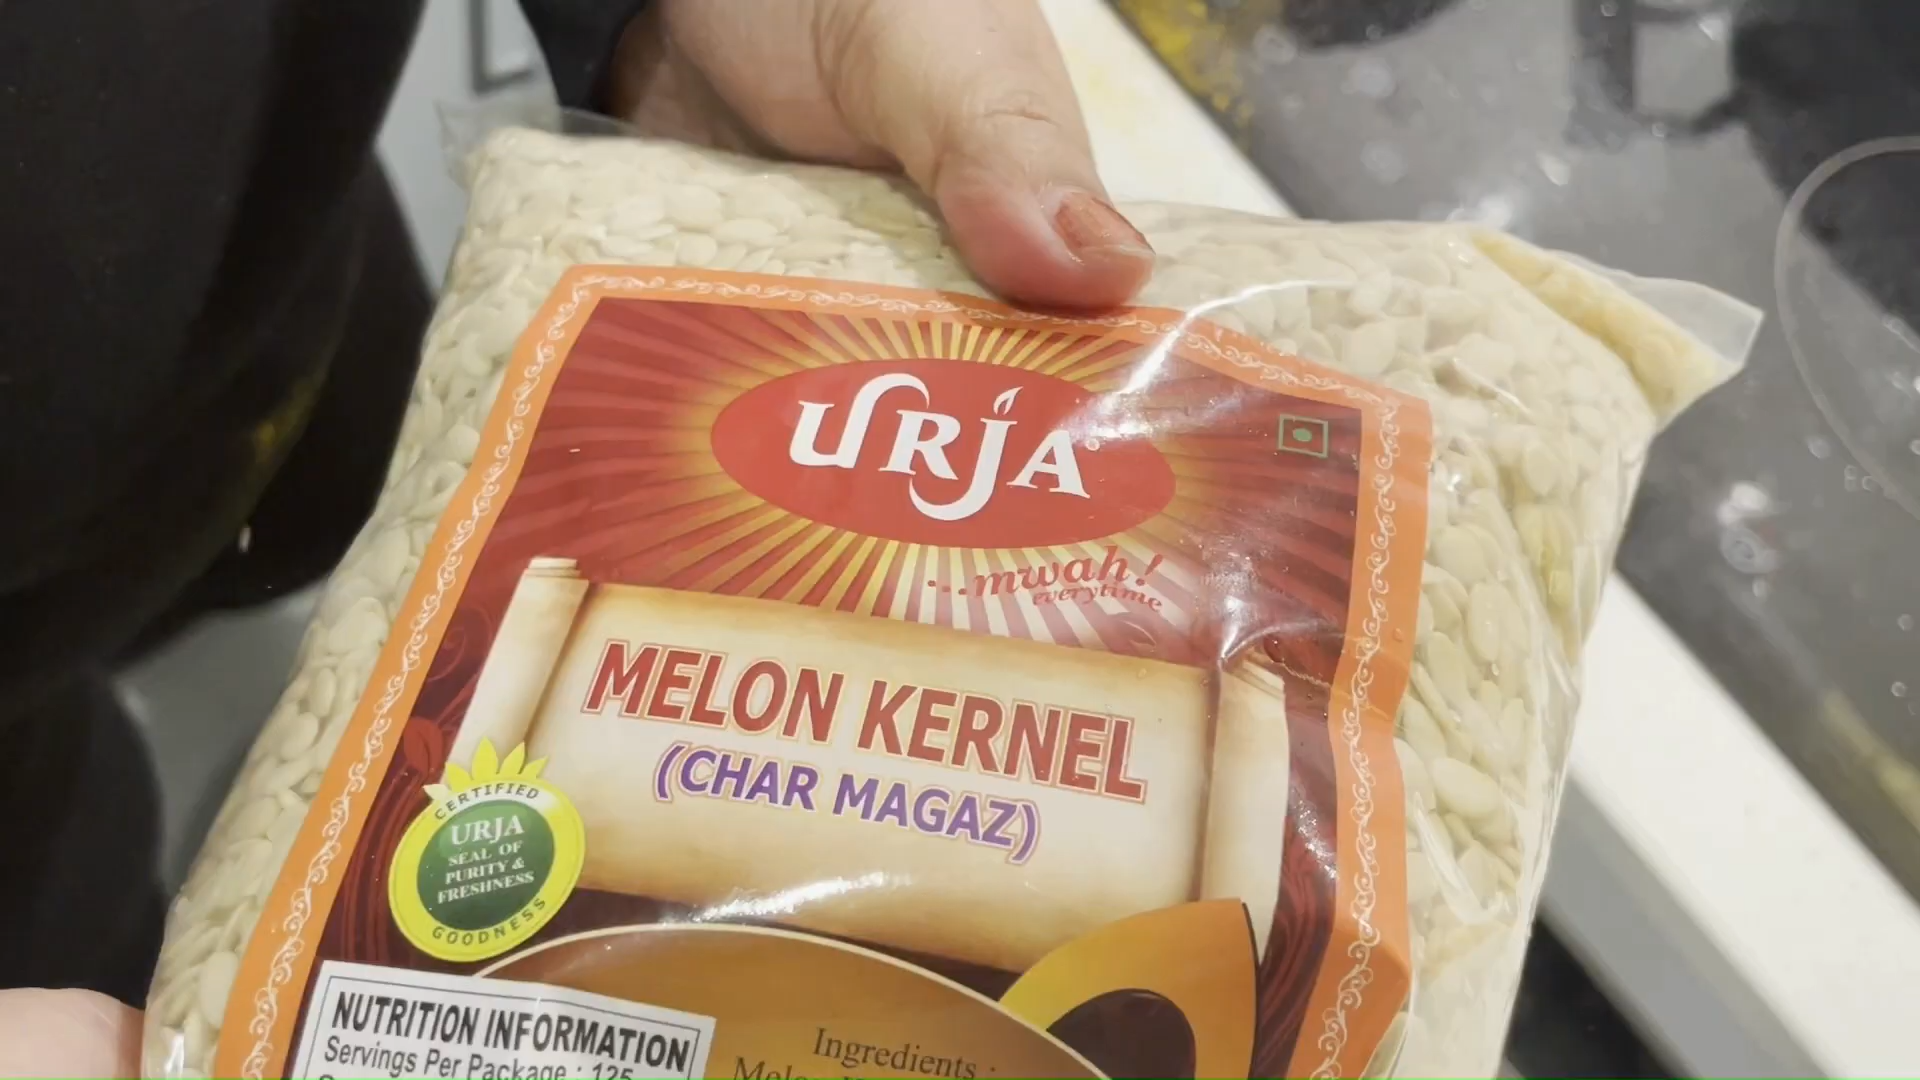 URJA
...mwah!
everytime
MELON KERNEL
(CHAR MAGAZ)
CERTIFIED
URJA
SEAL OF
PURITY &
FRESHNESS
GOODNESS
NUTRITION INFORMATION
Servings Per Package : 125
Ingredients :